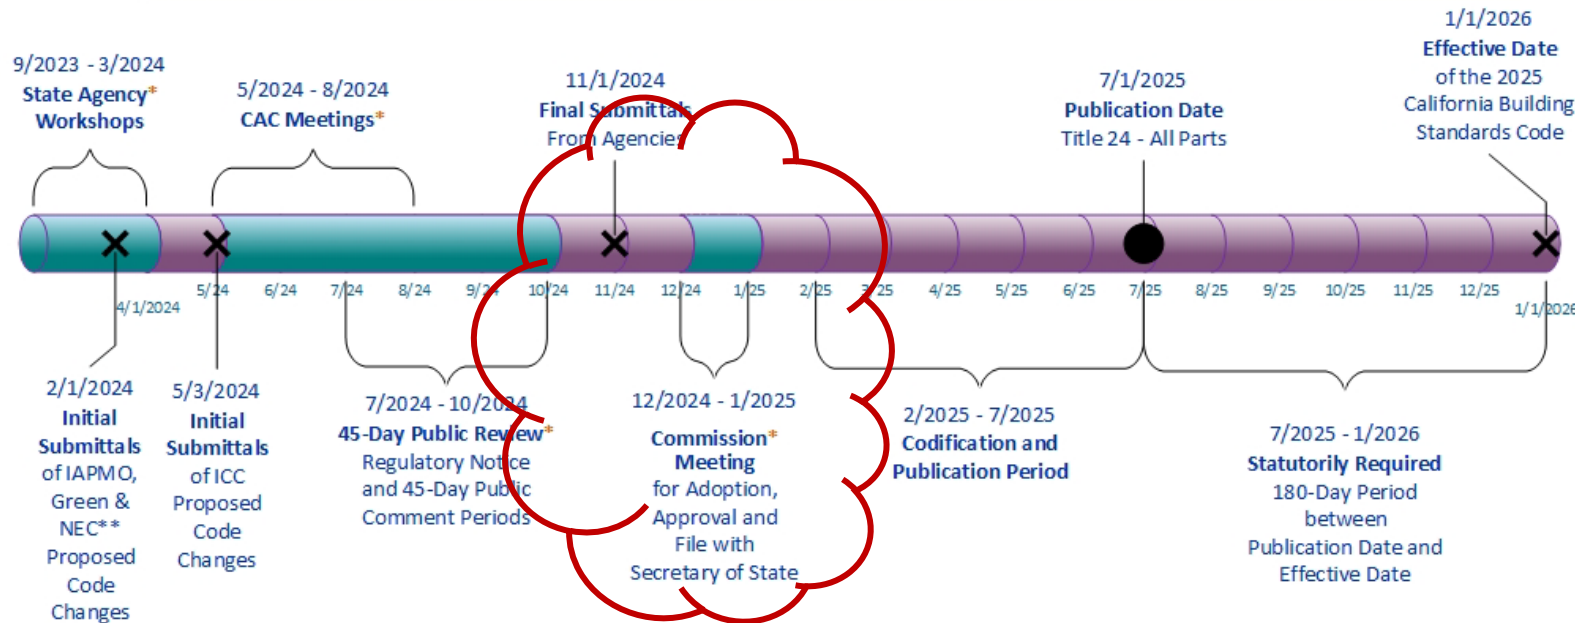 9/2023 - 3/2024
State Agency*
Workshops
5/2024 - 8/2024
CAC Meetings*
11/1/2024
Final Submittals
From Agencies
7/1/2025
Publication Date
Title 24 - All Parts
1/1/2026
Effective Date
of the 2025
California Building
Standards Code
4/1/2024
5/24
6/24
7/24
8/24
9/24
10/24
11/24
12/24
1/25
2/25
3/25
4/25
5/25
6/25
7/25
8/25
9/25
10/25
11/25
12/25
1/1/2026
2/1/2024
Initial
Submittals
of IAPMO,
Green &
NEC**
Proposed
Code
Changes
5/3/2024
Initial
Submittals
of ICC
Proposed
Code
Changes
7/2024 - 10/2024
45-Day Public Review*
Regulatory Notice
and 45-Day Public
Comment Periods
12/2024 - 1/2025
Commission*
Meeting
for Adoption,
Approval and
File with
Secretary of State
2/2025 - 7/2025
Codification and
Publication Period
7/2025 - 1/2026
Statutorily Required
180-Day Period
between
Publication Date and
Effective Date